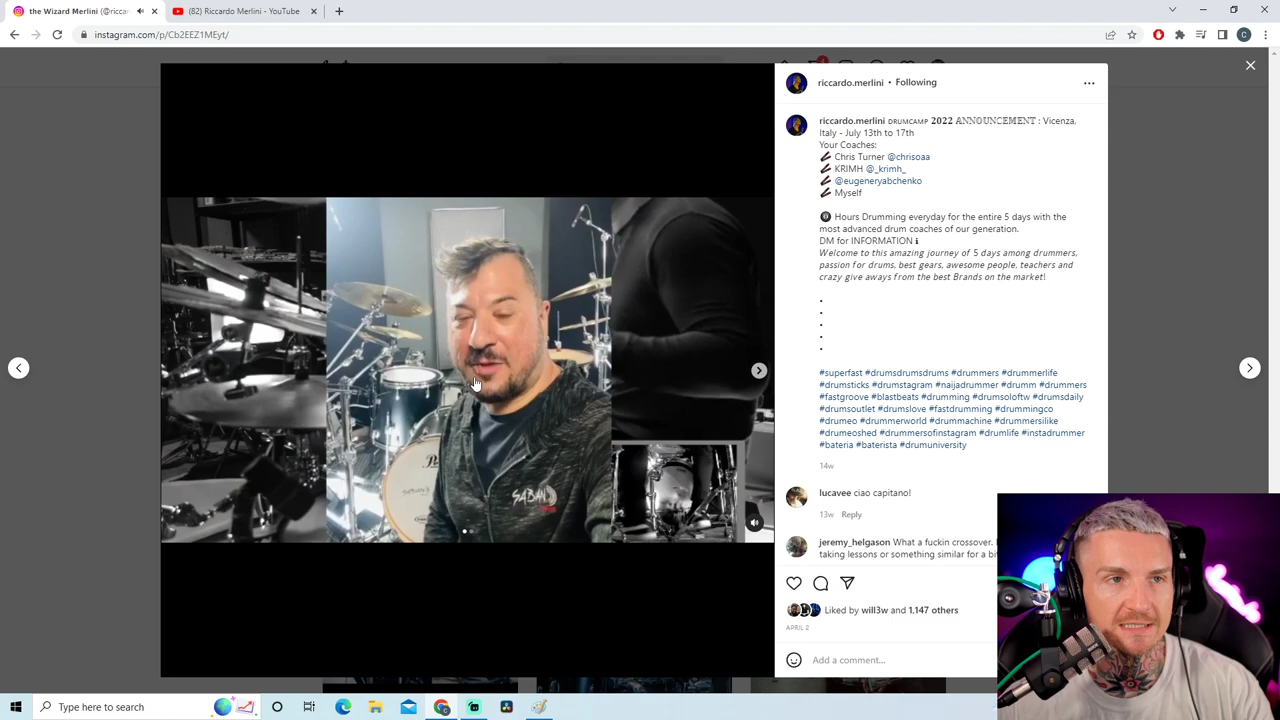 the Wizard Merlini (@riccar
(82) Riccardo Merlini - YouTube
instagram.com/p/Cb2EEZ1MEyt/
riccardo.merlini • Following
riccardo.merlini ᴅʀᴜᴍᴄᴀᴍᴘ 𝟐𝟎𝟐𝟐 𝔸ℕℕ𝕆𝕌ℕℂ𝔼𝕄𝔼ℕ𝕋 : Vicenza,
Italy - July 13th to 17th
Your Coaches:
Chris Turner @chrisoaa
KRIMH @_krimh_
@eugeneryabchenko
Myself
Hours Drumming everyday for the entire 5 days with the
most advanced drum coaches of our generation.
DM for INFORMATION ℹ
Welcome to this amazing journey of 5 days among drummers,
passion for drums, best gears, awesome people, teachers and
crazy give aways from the best Brands on the market!
•
•
•
•
•
#superfast #drumsdrumsdrums #drummers #drummerlife
#drumsticks #drumstagram #naijadrummer #drumm #drummers
#fastgroove #blastbeats #drumming #drumsoloftw #drumsdaily
#drumsoutlet #drumslove #fastdrumming #drummingco
#drumeo #drummerworld #drummachine #drummersilike
#drumeoshed #drummersofinstagram #drumlife #instadrummer
#bateria #baterista #drumuniversity
14w
lucavee ciao capitano!
13w Reply
jeremy_helgason What a fuckin crossover.
taking lessons or something similar for a
Liked by will3w and 1,147 others
APRIL 2
Add a comment...
SABIAN
Type here to search